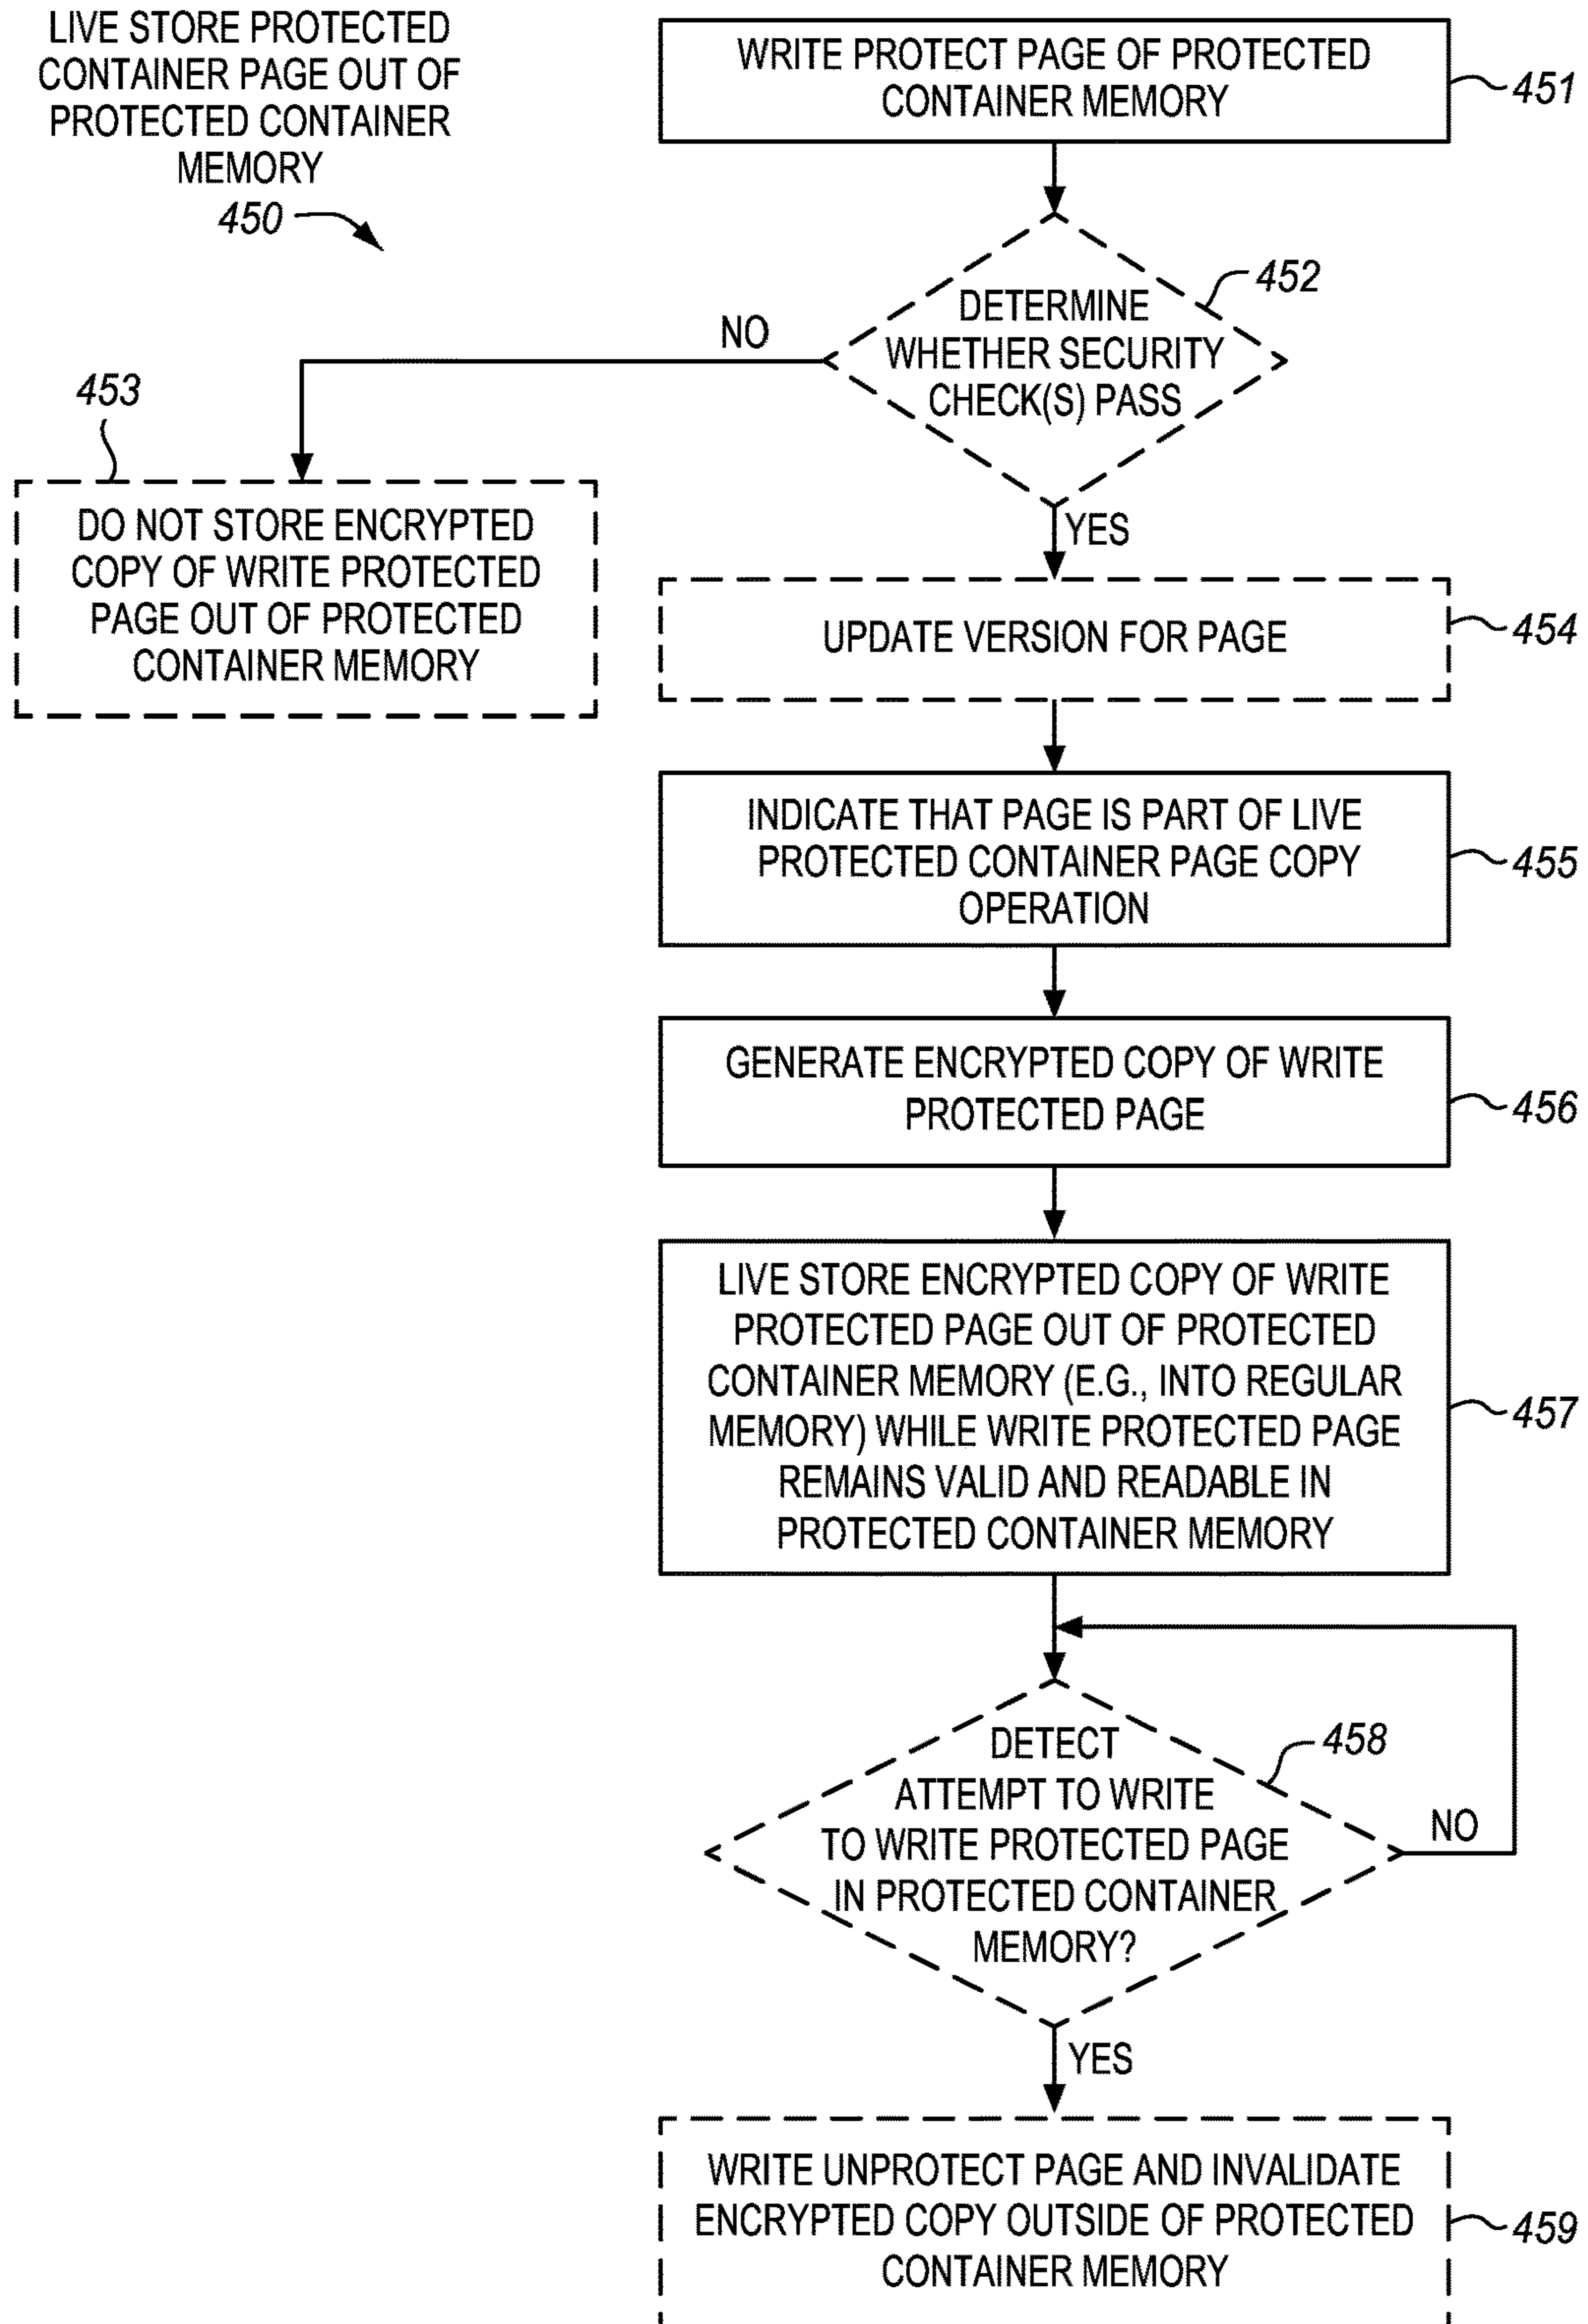 LIVE STORE PROTECTED
CONTAINER PAGE OUT OF
PROTECTED CONTAINER
MEMORY
450
WRITE PROTECT PAGE OF PROTECTED
CONTAINER MEMORY
451
452
DETERMINE
WHETHER SECURITY
CHECK(S) PASS
NO
YES
453
DO NOT STORE ENCRYPTED
COPY OF WRITE PROTECTED
PAGE OUT OF PROTECTED
CONTAINER MEMORY
UPDATE VERSION FOR PAGE
454
INDICATE THAT PAGE IS PART OF LIVE
PROTECTED CONTAINER PAGE COPY
OPERATION
455
GENERATE ENCRYPTED COPY OF WRITE
PROTECTED PAGE
456
LIVE STORE ENCRYPTED COPY OF WRITE
PROTECTED PAGE OUT OF PROTECTED
CONTAINER MEMORY (E.G., INTO REGULAR
MEMORY) WHILE WRITE PROTECTED PAGE
REMAINS VALID AND READABLE IN
PROTECTED CONTAINER MEMORY
457
DETECT
ATTEMPT TO WRITE
TO WRITE PROTECTED PAGE
IN PROTECTED CONTAINER
MEMORY?
458
NO
YES
WRITE UNPROTECT PAGE AND INVALIDATE
ENCRYPTED COPY OUTSIDE OF PROTECTED
CONTAINER MEMORY
459